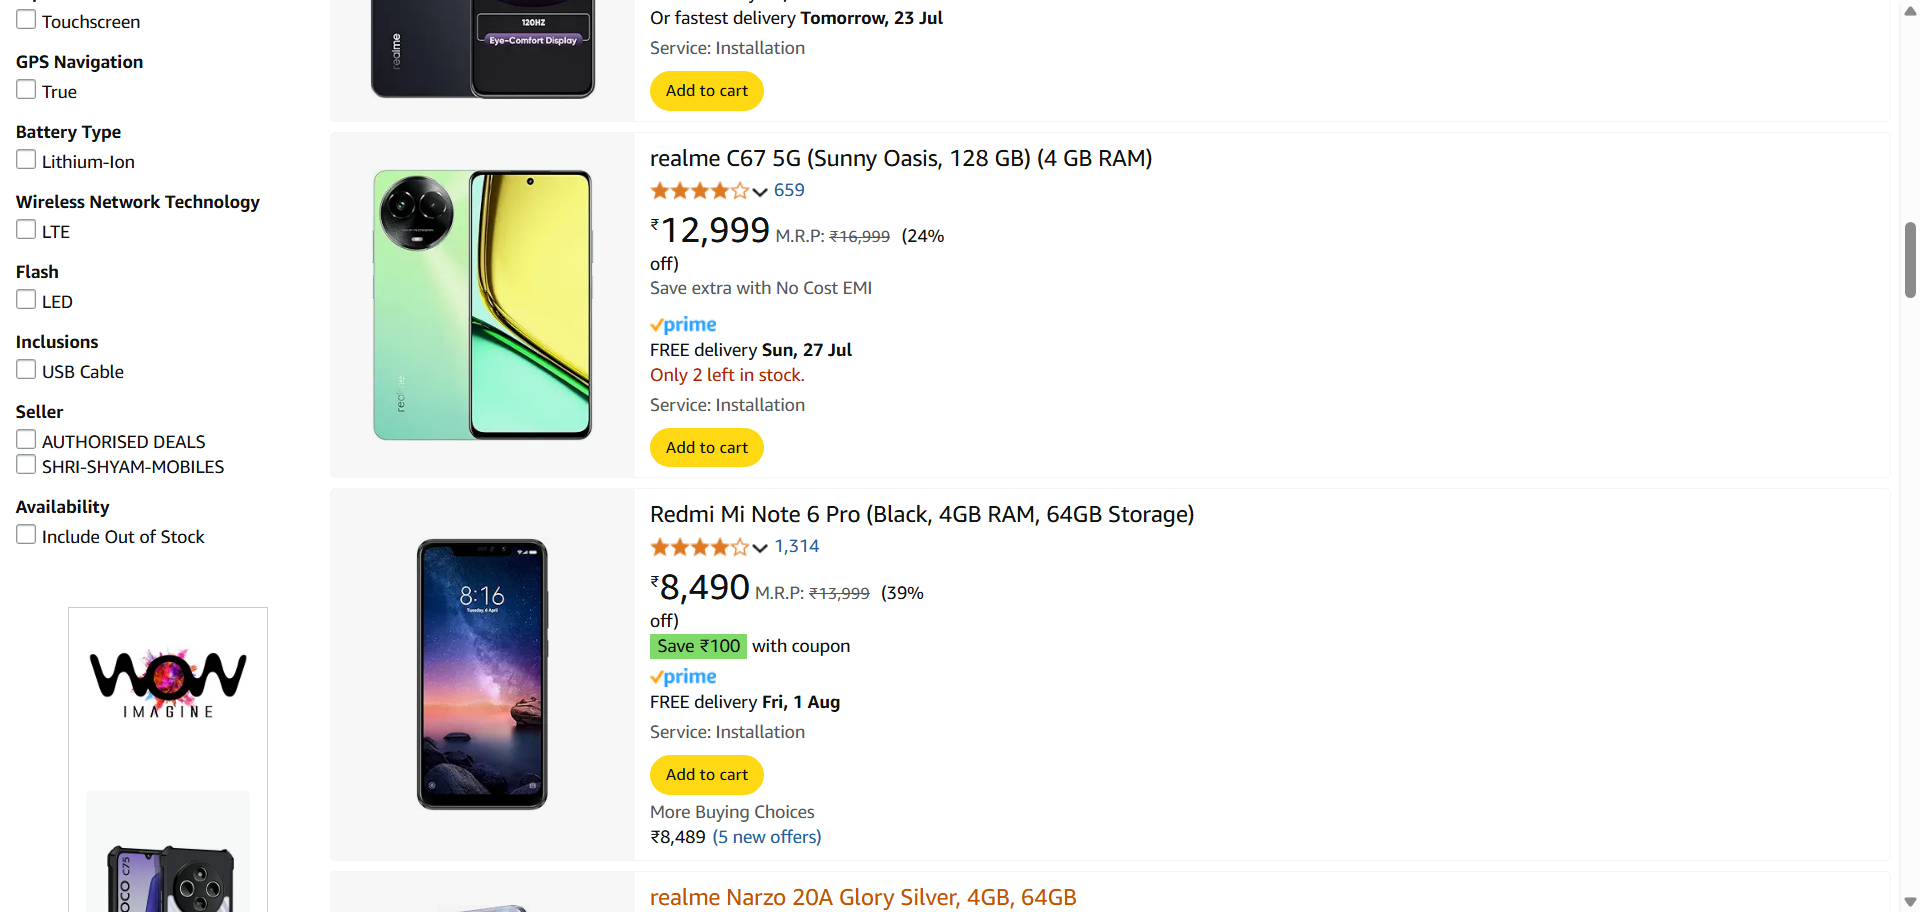 Touchscreen
GPS Navigation
True
Battery Type
Lithium-Ion
Wireless Network Technology
LTE
Flash
LED
Inclusions
USB Cable
Seller
AUTHORISED DEALS
SHRI-SHYAM-MOBILES
Availability
Include Out of Stock
WOW
IMAGINE
POCO C75
realme
120HZ
Eye-Comfort Display
Or fastest delivery Tomorrow, 23 Jul
Service: Installation
Add to cart
realme
realme C67 5G (Sunny Oasis, 128 GB) (4 GB RAM)
659
₹12,999 M.R.P: ₹16,999 (24%
off)
Save extra with No Cost EMI
prime
FREE delivery Sun, 27 Jul
Only 2 left in stock.
Service: Installation
Add to cart
8:16
Tuesday, 6 April
Redmi Mi Note 6 Pro (Black, 4GB RAM, 64GB Storage)
1,314
₹8,490 M.R.P: ₹13,999 (39%
off)
Save ₹100 with coupon
prime
FREE delivery Fri, 1 Aug
Service: Installation
Add to cart
More Buying Choices
₹8,489 (5 new offers)
realme Narzo 20A Glory Silver, 4GB, 64GB